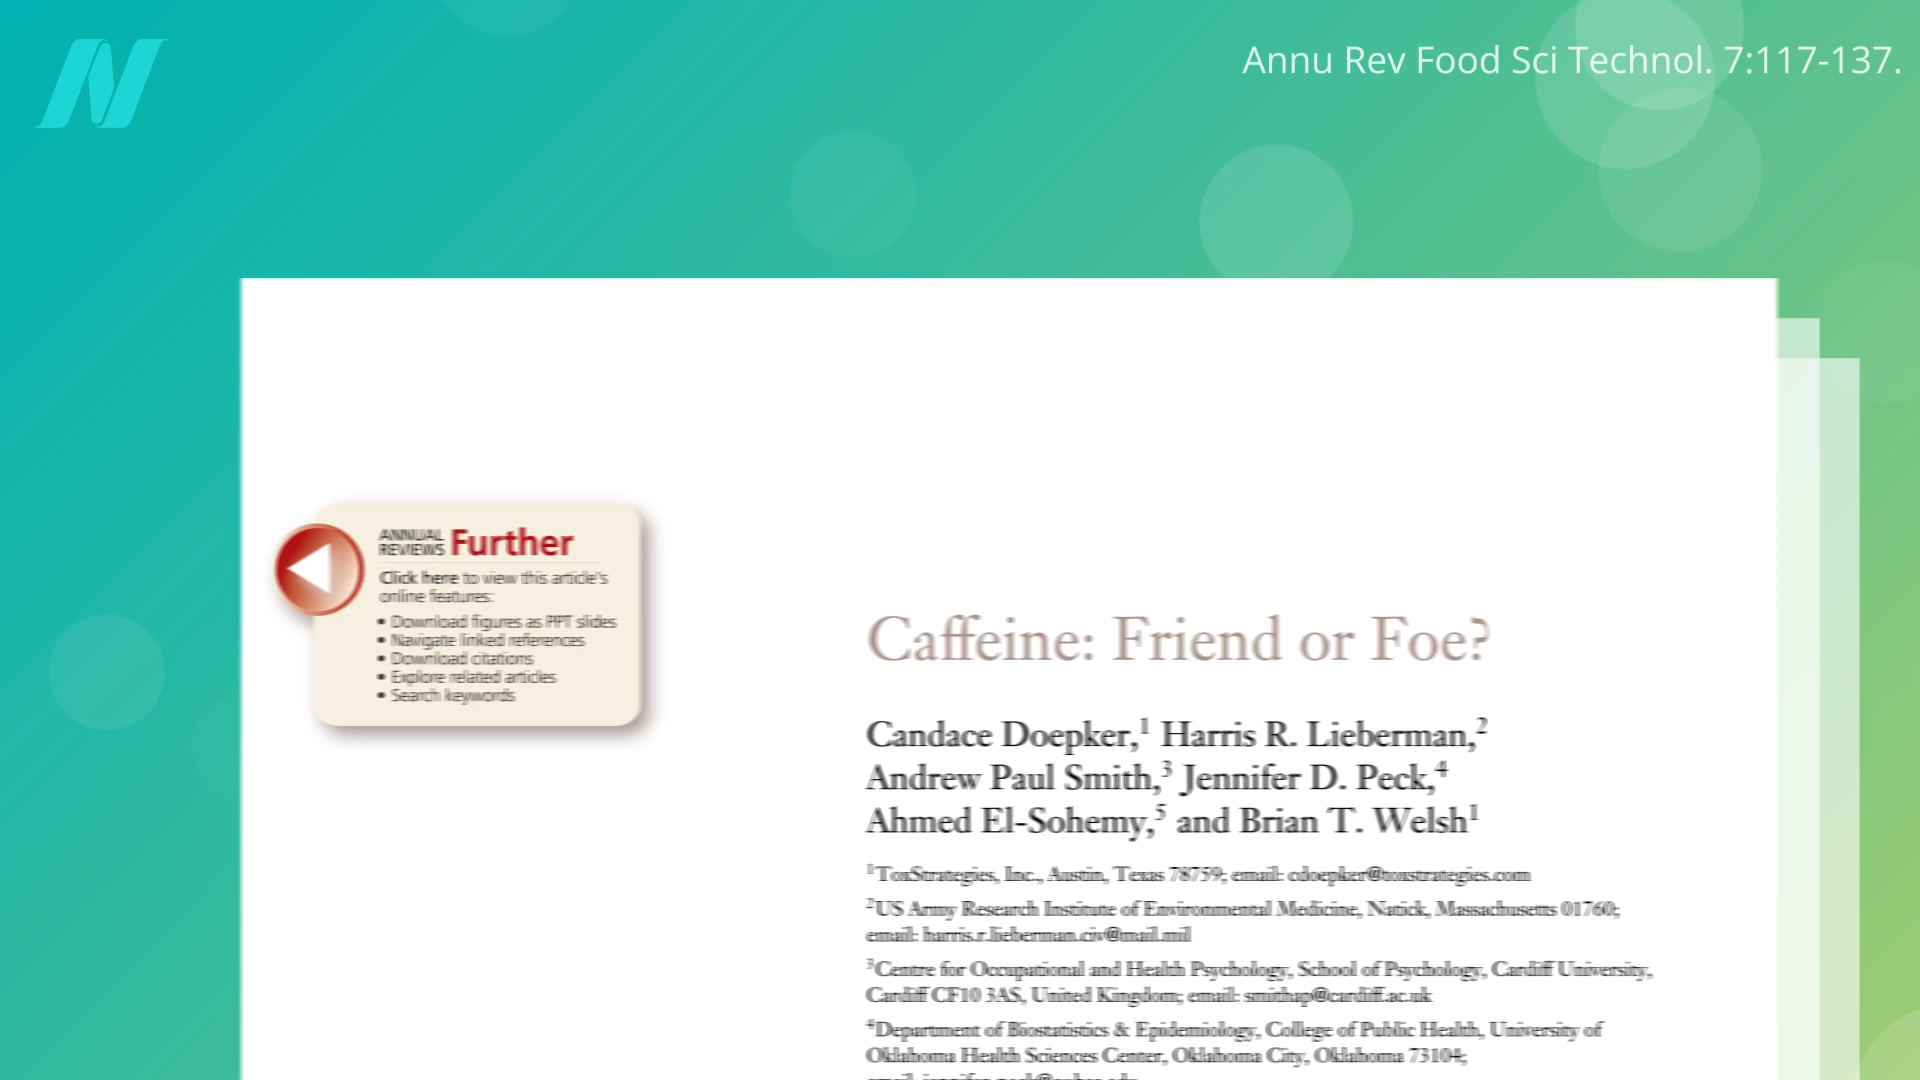 Annu Rev Food Sci Technol. 7:117-137.
ANNUAL REVIEWS Further
Click here to view this article's
online features:
• Download figures as PPT slides
• Navigate linked references
• Download citations
• Explore related articles
• Search keywords
Caffeine: Friend or Foe?
Candace Doepker,1 Harris R. Lieberman,2
Andrew Paul Smith,3 Jennifer D. Peck,4
Ahmed El-Sohemy,5 and Brian T. Welsh1
1ToxStrategies, Inc., Austin, Texas 78759; email: cdoepker@toxstrategies.com
2US Army Research Institute of Environmental Medicine, Natick, Massachusetts 01760;
email: harris.r.lieberman.civ@mail.mil
3Centre for Occupational and Health Psychology, School of Psychology, Cardiff University,
Cardiff CF10 3AS, United Kingdom; email: smithap@cardiff.ac.uk
4Department of Biostatistics & Epidemiology, College of Public Health, University of
Oklahoma Health Sciences Center, Oklahoma City, Oklahoma 73104;